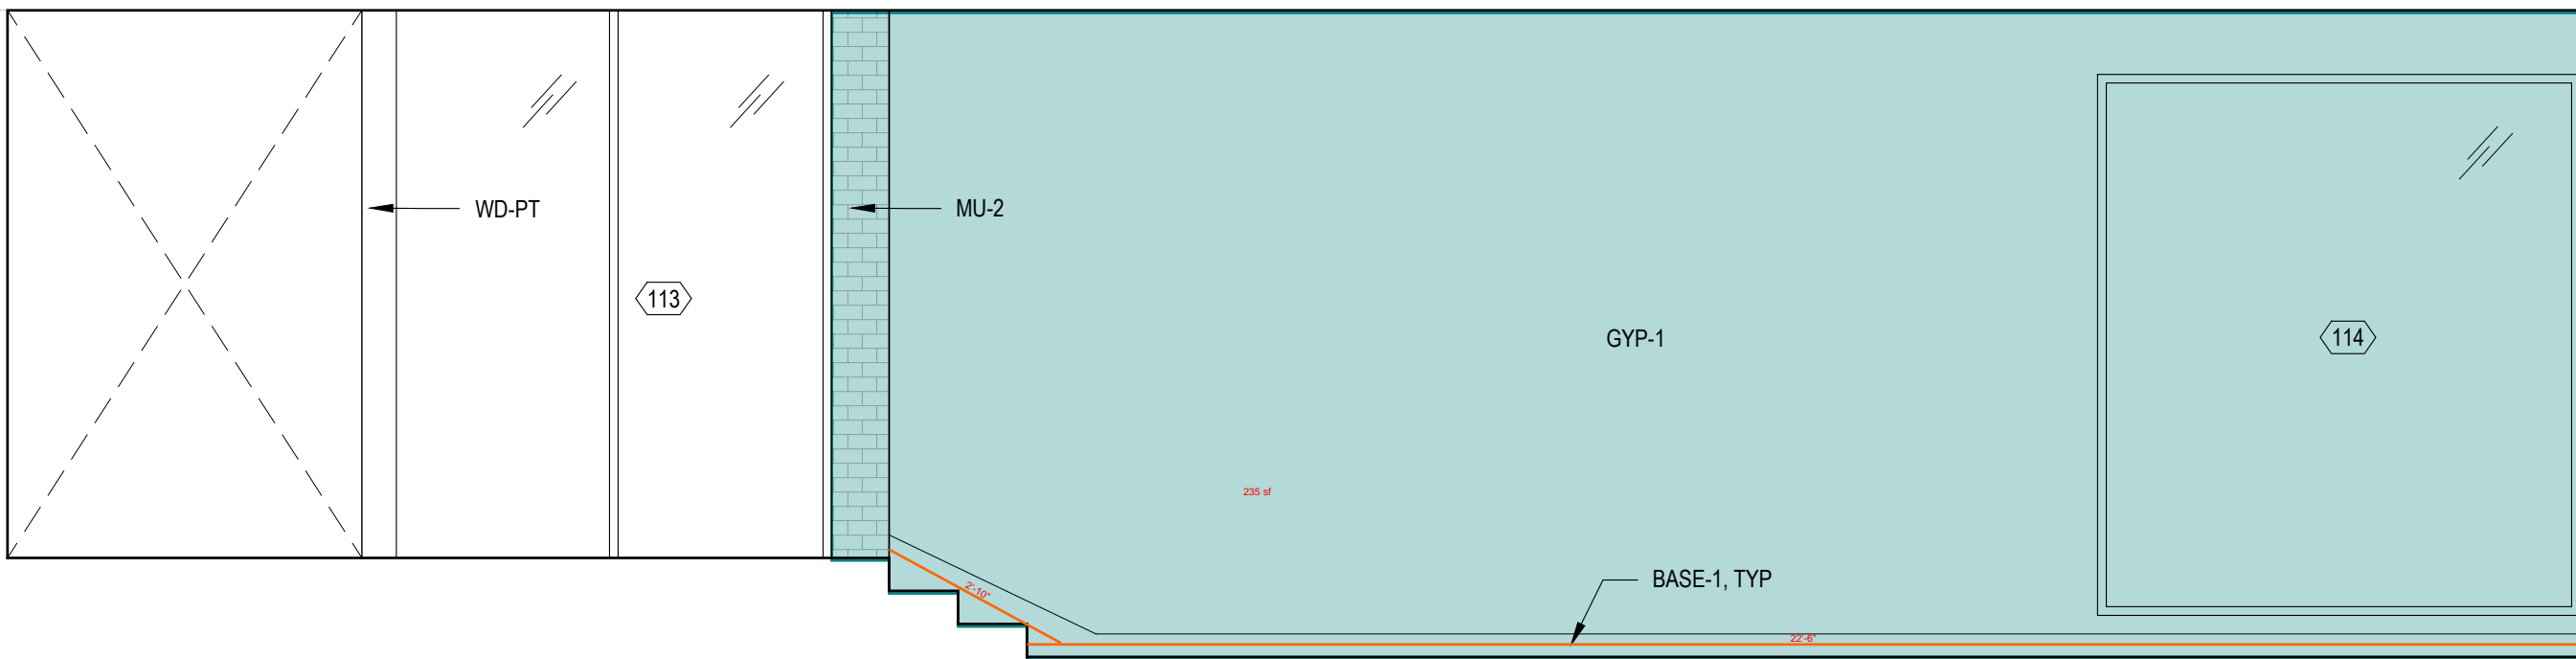 WD-PT
MU-2
113
GYP-1
114
235 sf
BASE-1, TYP
2'-10"
22'-6"